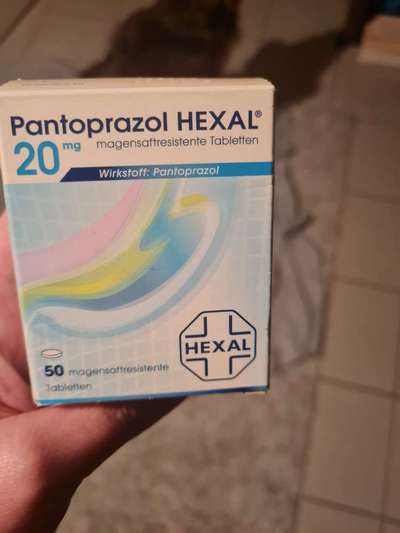 Pantoprazol HEXAL®
20 mg magensaftresistente Tabletten
Wirkstoff: Pantoprazol
HEXAL
50 magensaftresistente
Tabletten